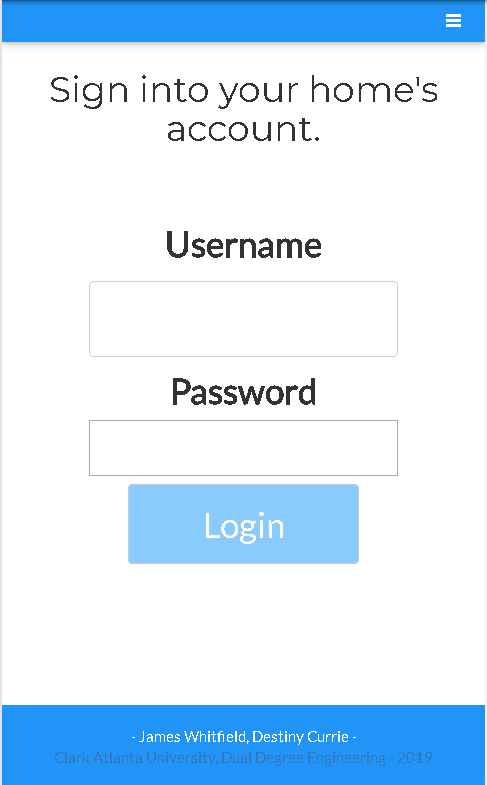 Sign into your home's
account.
Username
Password
Login
- James Whitfield, Destiny Currie -
Clark Atlanta University, Dual Degree Engineering - 2019